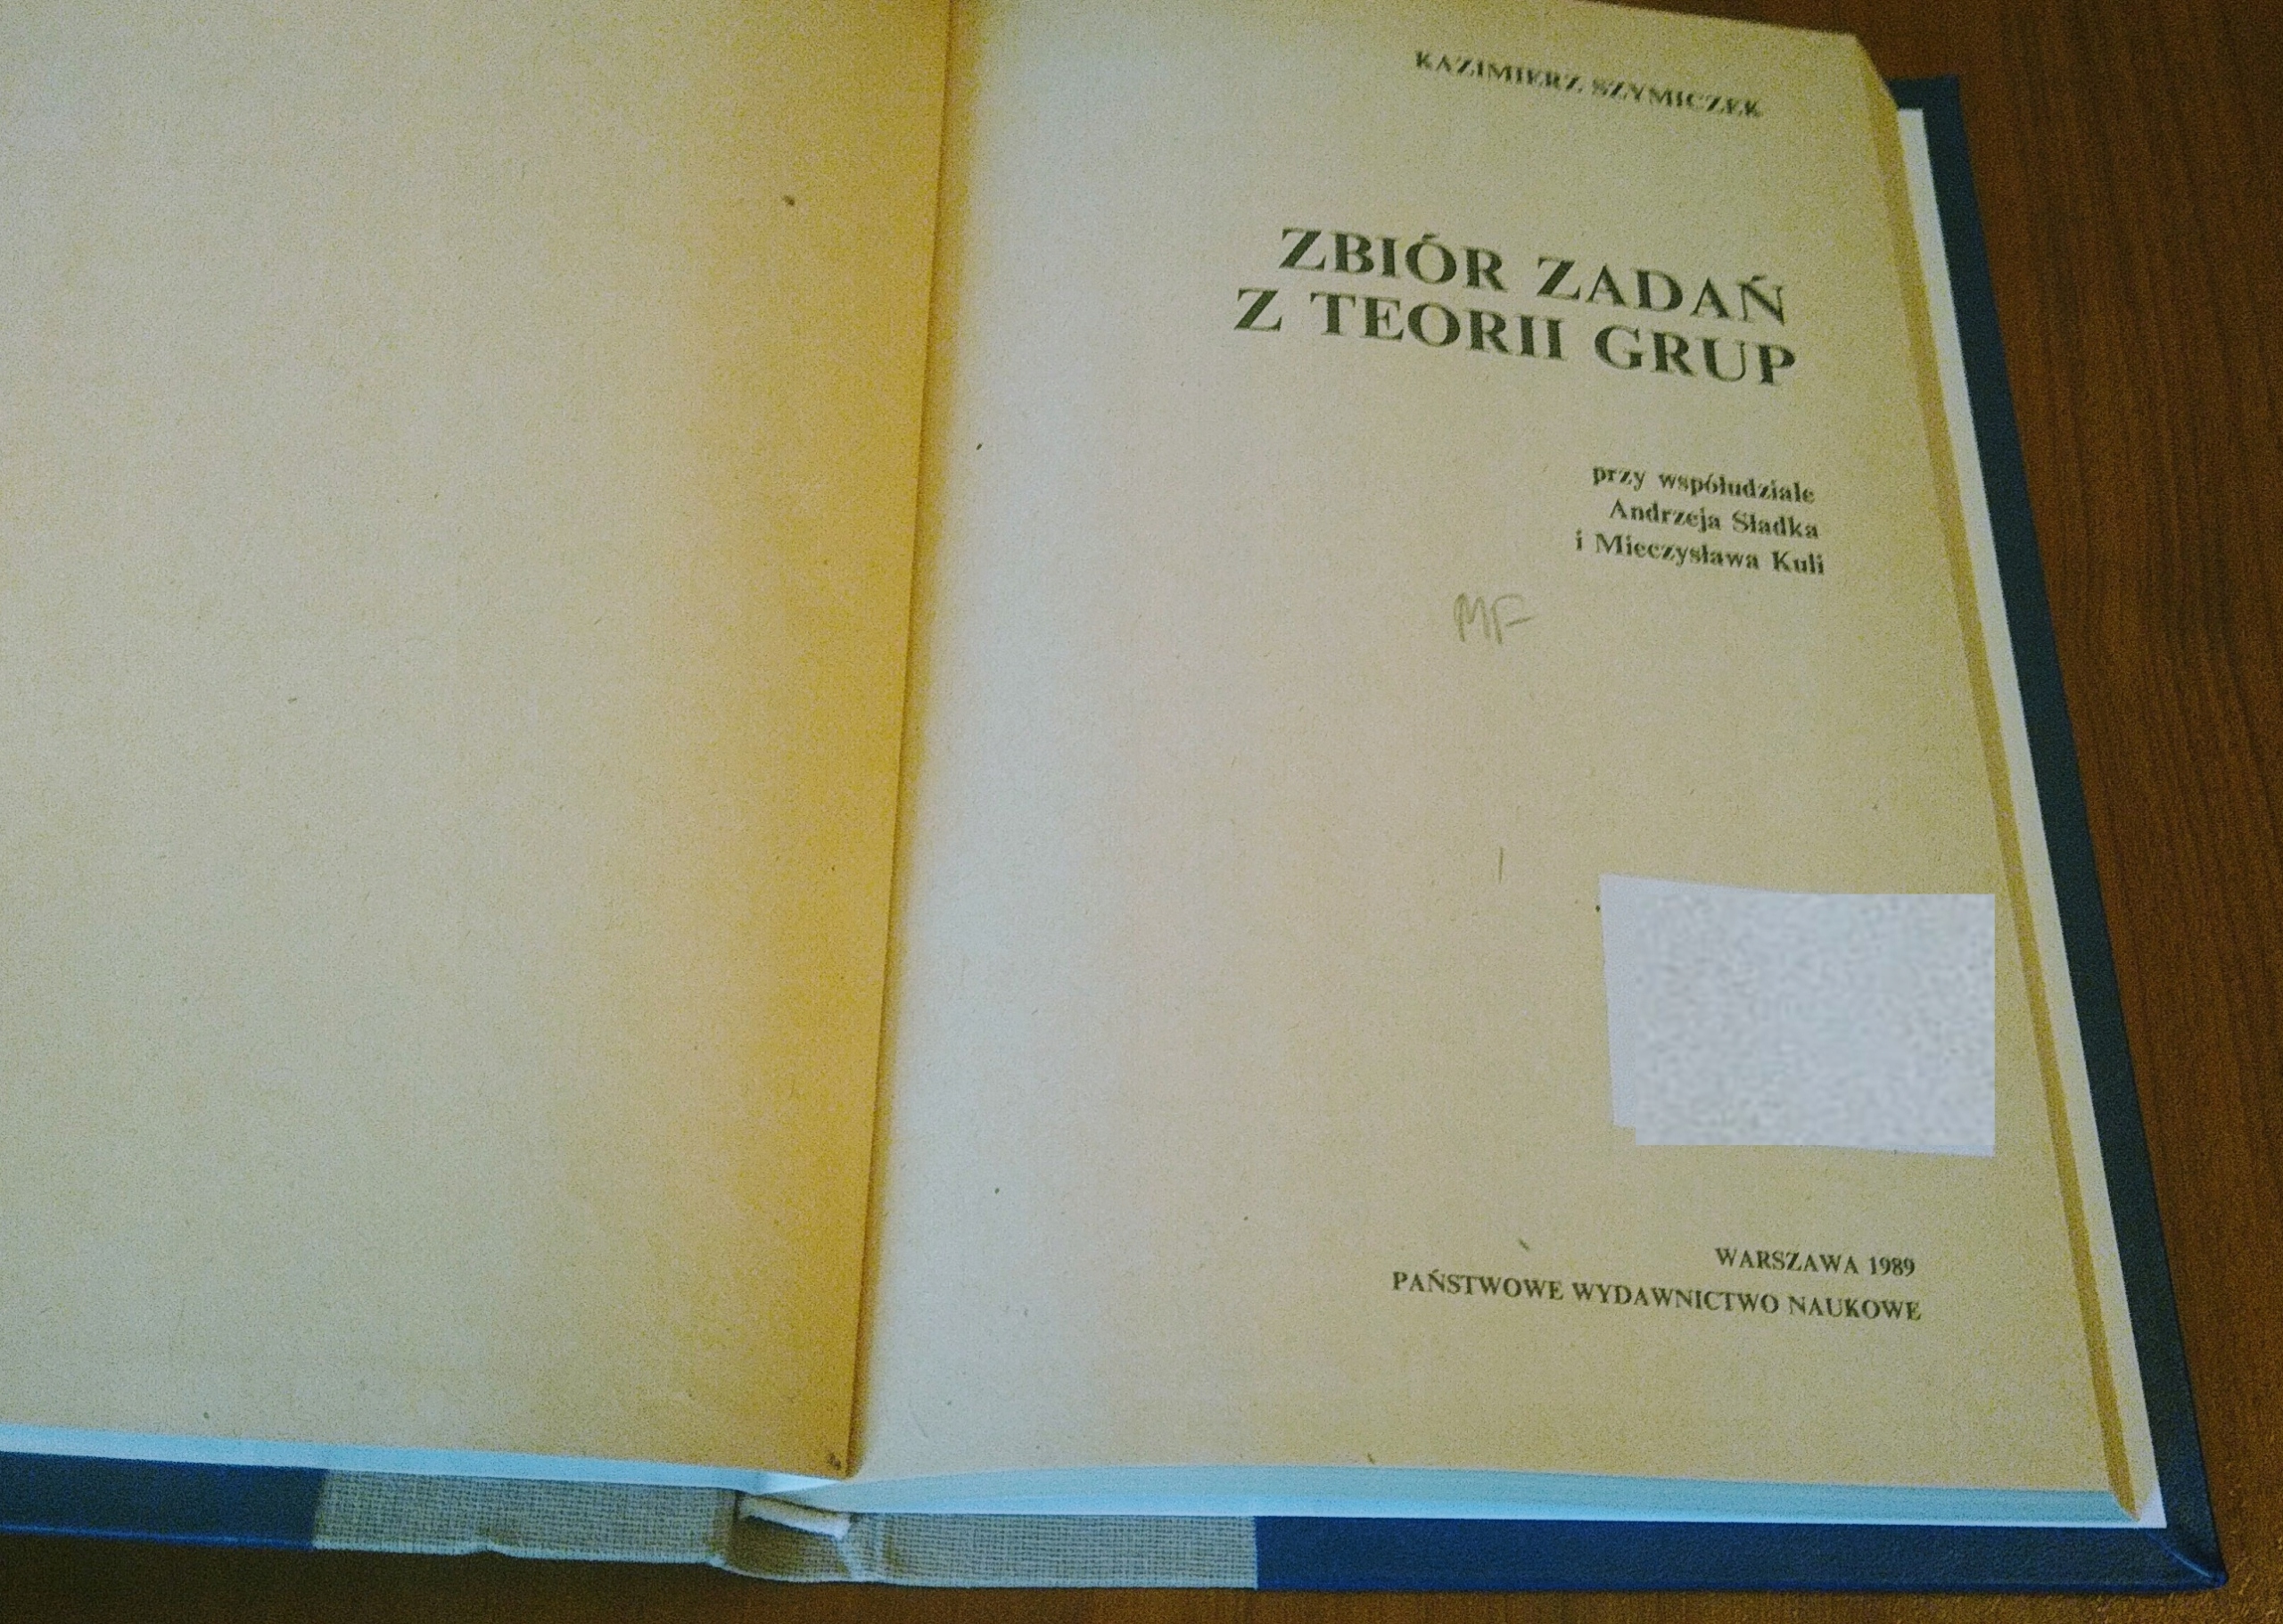 KAZIMIERZ SZYMICZEK
ZBIÓR ZADAŃ
Z TEORII GRUP
przy współudziale
Andrzeja Sładka
i Mieczysława Kuli
MF
WARSZAWA 1989
PAŃSTWOWE WYDAWNICTWO NAUKOWE